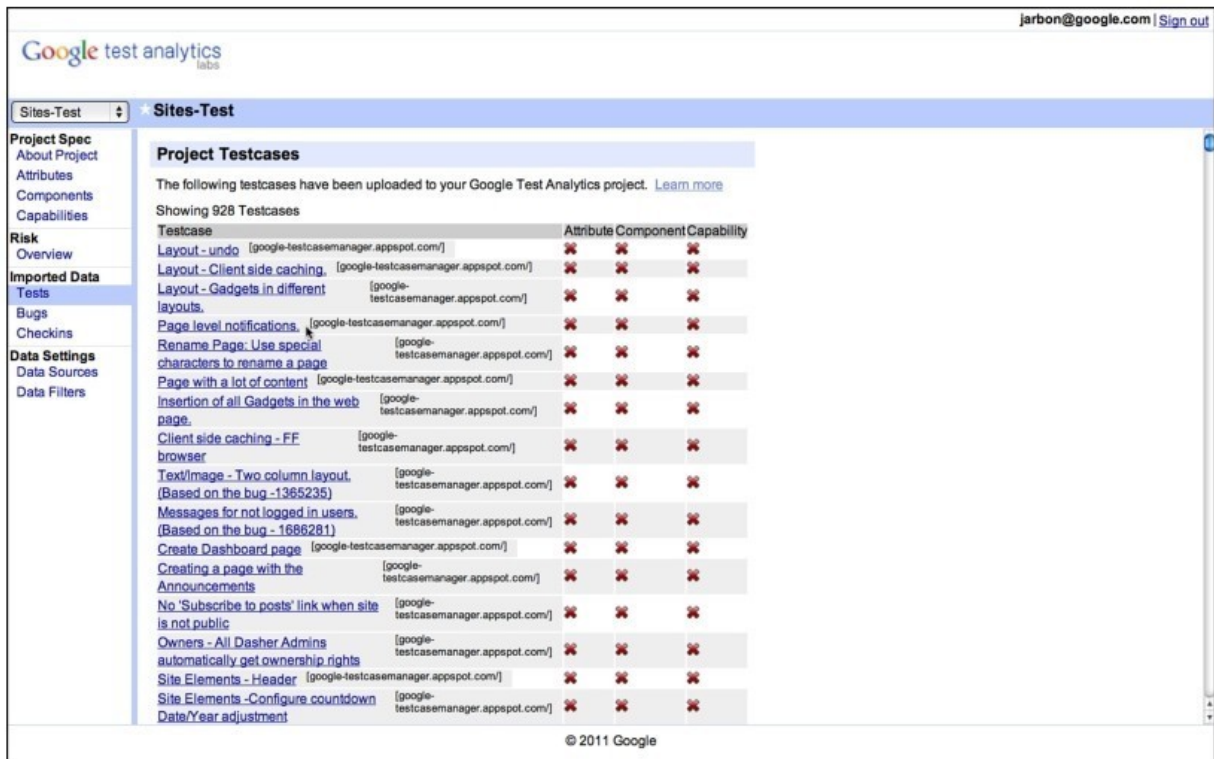 jarbon@google.com | Sign out
Google test analytics
labs
Sites-Test
Sites-Test
Project Spec
About Project
Attributes
Components
Capabilities
Risk
Overview
Imported Data
Tests
Bugs
Checkins
Data Settings
Data Sources
Data Filters
Project Testcases
The following testcases have been uploaded to your Google Test Analytics project. Learn more
Showing 928 Testcases
Testcase Attribute Component Capability
Layout - undo [google-testcasemanager.appspot.com/]
Layout - Client side caching. [google-testcasemanager.appspot.com/]
Layout - Gadgets in different
layouts.
[google-
testcasemanager.appspot.com/]
Page level notifications. [google-testcasemanager.appspot.com/]
Rename Page: Use special
characters to rename a page
[google-
testcasemanager.appspot.com/]
Page with a lot of content [google-testcasemanager.appspot.com/]
Insertion of all Gadgets in the web
page.
[google-
testcasemanager.appspot.com/]
Client side caching - FF
browser
[google-
testcasemanager.appspot.com/]
Text/Image - Two column layout.
(Based on the bug -1365235)
[google-
testcasemanager.appspot.com/]
Messages for not logged in users.
(Based on the bug - 1686281)
[google-
testcasemanager.appspot.com/]
Create Dashboard page [google-testcasemanager.appspot.com/]
Creating a page with the
Announcements
[google-
testcasemanager.appspot.com/]
No 'Subscribe to posts' link when site
is not public
[google-
testcasemanager.appspot.com/]
Owners - All Dasher Admins
automatically get ownership rights
[google-
testcasemanager.appspot.com/]
Site Elements - Header [google-testcasemanager.appspot.com/]
Site Elements -Configure countdown
Date/Year adjustment
[google-
testcasemanager.appspot.com/]
© 2011 Google